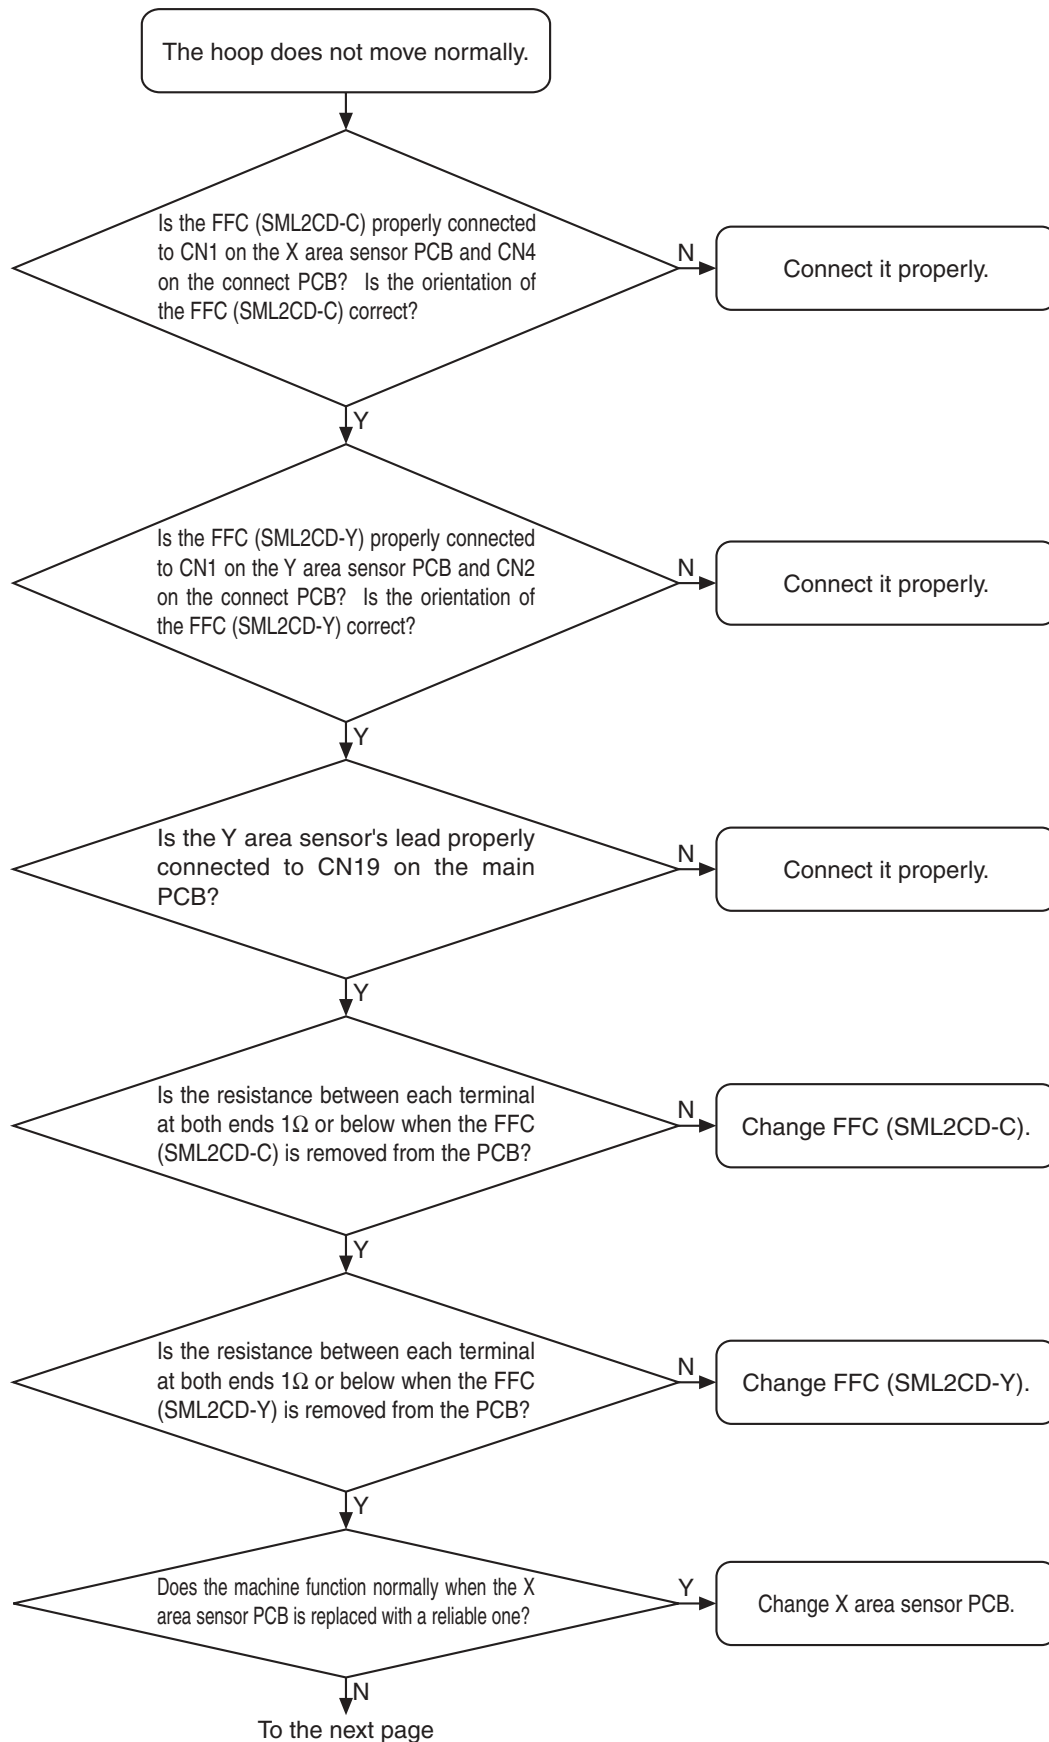 The hoop does not move normally.
Is the FFC (SML2CD-C) properly connected
to CN1 on the X area sensor PCB and CN4
on the connect PCB? Is the orientation of
the FFC (SML2CD-C) correct?
N
Connect it properly.
Y
Is the FFC (SML2CD-Y) properly connected
to CN1 on the Y area sensor PCB and CN2
on the connect PCB? Is the orientation of
the FFC (SML2CD-Y) correct?
N
Connect it properly.
Y
Is the Y area sensor's lead properly
connected to CN19 on the main
PCB?
N
Connect it properly.
Y
Is the resistance between each terminal
at both ends 1Ω or below when the FFC
(SML2CD-C) is removed from the PCB?
N
Change FFC (SML2CD-C).
Y
Is the resistance between each terminal
at both ends 1Ω or below when the FFC
(SML2CD-Y) is removed from the PCB?
N
Change FFC (SML2CD-Y).
Y
Does the machine function normally when the X
area sensor PCB is replaced with a reliable one?
Y
Change X area sensor PCB.
N
To the next page